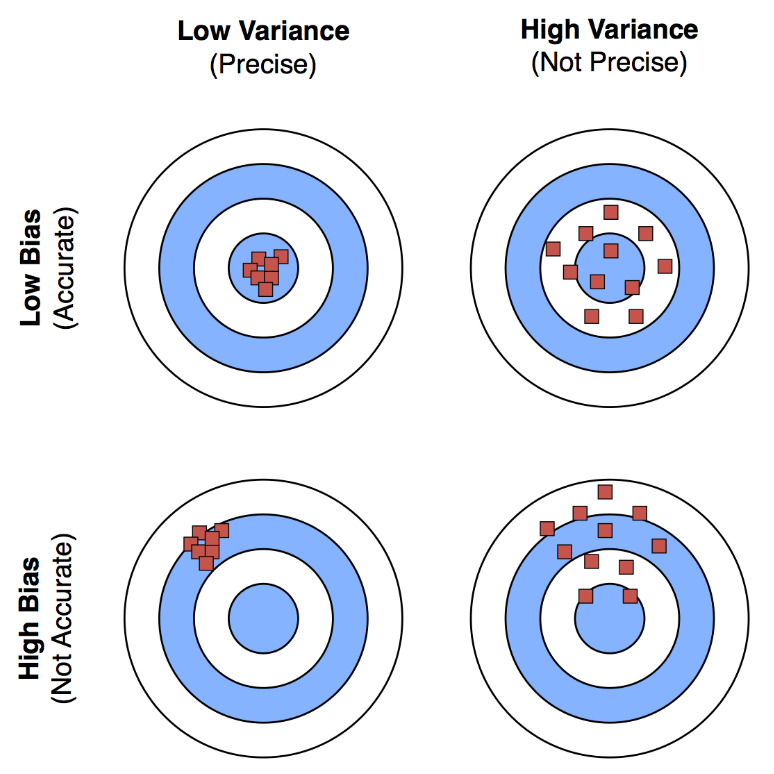 Low Variance
(Precise)
High Variance
(Not Precise)
Low Bias
(Accurate)
High Bias
(Not Accurate)